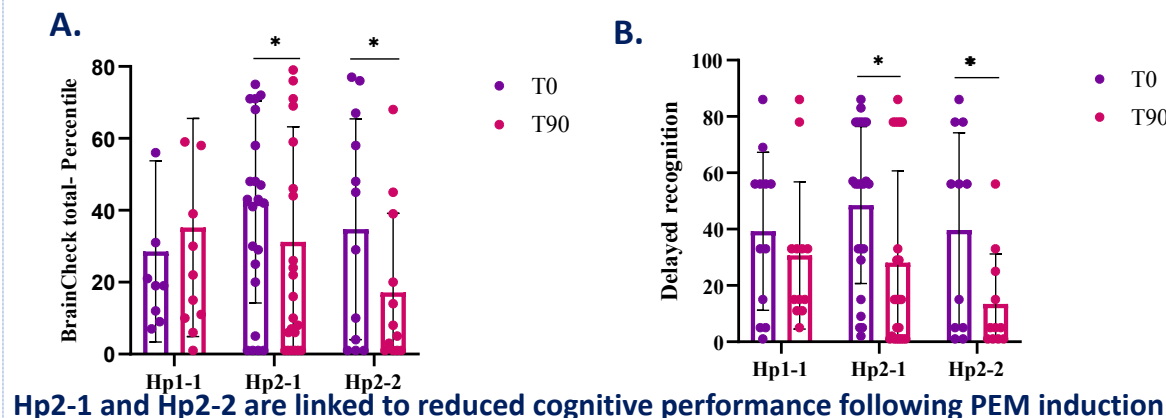 A.
B.
* *
* *
BrainCheck total- Percentile
80
60
40
20
0
Hp1-1 Hp2-1 Hp2-2
T0
T90
Delayed recognition
100
80
60
40
20
0
Hp1-1 Hp2-1 Hp2-2
T0
T90
Hp2-1 and Hp2-2 are linked to reduced cognitive performance following PEM induction